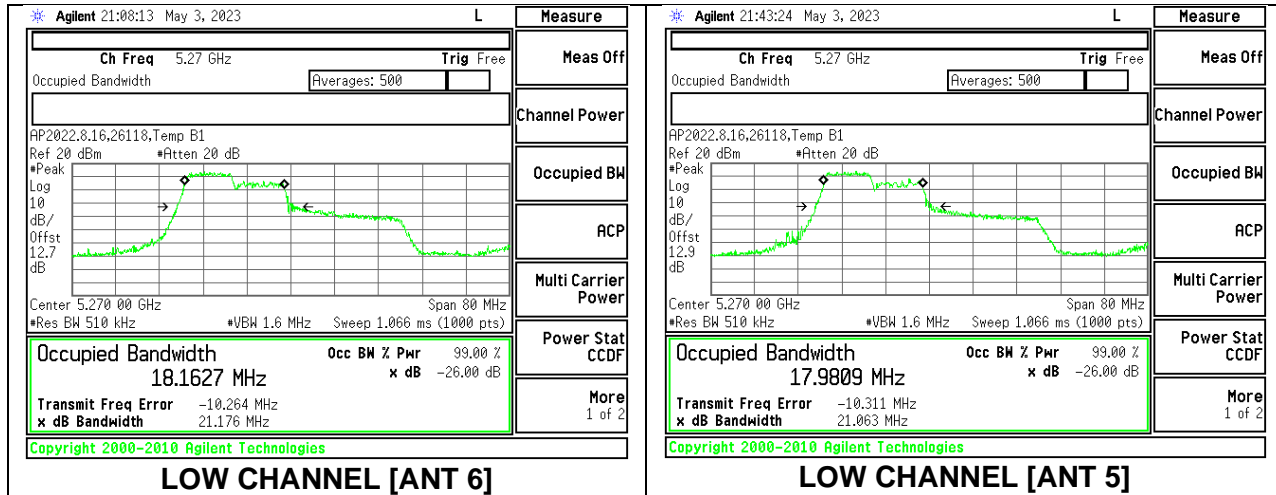 Agilent 21:08:13 May 3, 2023 L
Measure
Ch Freq 5.27 GHz Trig Free
Occupied Bandwidth Averages: 500
AP2022.8.16,26118,Temp B1
Ref 20 dBm #Atten 20 dB
#Peak
Log
10
dB/
Offst
12.7
dB
Center 5.270 00 GHz Span 80 MHz
#Res BW 510 kHz #VBW 1.6 MHz Sweep 1.066 ms (1000 pts)
Occupied Bandwidth Occ BW % Pwr 99.00 %
18.1627 MHz x dB -26.00 dB
Transmit Freq Error -10.264 MHz
x dB Bandwidth 21.176 MHz
Copyright 2000-2010 Agilent Technologies
Meas Off
Channel Power
Occupied BW
ACP
Multi Carrier
Power
Power Stat
CCDF
More
1 of 2
LOW CHANNEL [ANT 6]
Agilent 21:43:24 May 3, 2023 L
Measure
Ch Freq 5.27 GHz Trig Free
Occupied Bandwidth Averages: 500
AP2022.8.16,26118,Temp B1
Ref 20 dBm #Atten 20 dB
#Peak
Log
10
dB/
Offst
12.9
dB
Center 5.270 00 GHz Span 80 MHz
#Res BW 510 kHz #VBW 1.6 MHz Sweep 1.066 ms (1000 pts)
Occupied Bandwidth Occ BW % Pwr 99.00 %
17.9809 MHz x dB -26.00 dB
Transmit Freq Error -10.311 MHz
x dB Bandwidth 21.063 MHz
Copyright 2000-2010 Agilent Technologies
Meas Off
Channel Power
Occupied BW
ACP
Multi Carrier
Power
Power Stat
CCDF
More
1 of 2
LOW CHANNEL [ANT 5]